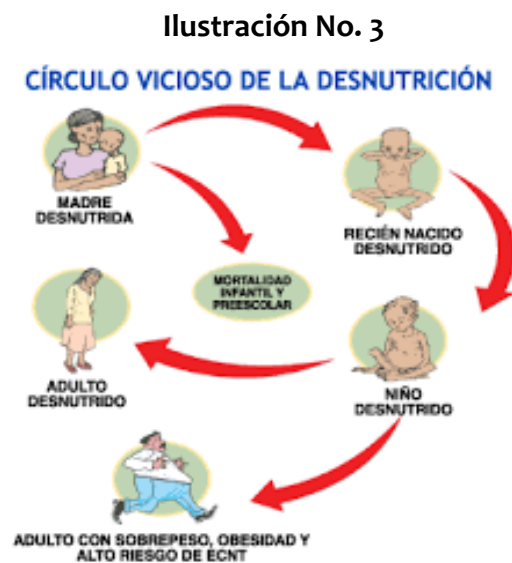 Ilustración No. 3
CÍRCULO VICIOSO DE LA DESNUTRICIÓN
MADRE
DESNUTRIDA
RECIÉN NACIDO
DESNUTRIDO
MORTALIDAD
INFANTIL Y
PREESCOLAR
ADULTO
DESNUTRIDO
NIÑO
DESNUTRIDO
ADULTO CON SOBREPESO, OBESIDAD Y
ALTO RIESGO DE ECNT